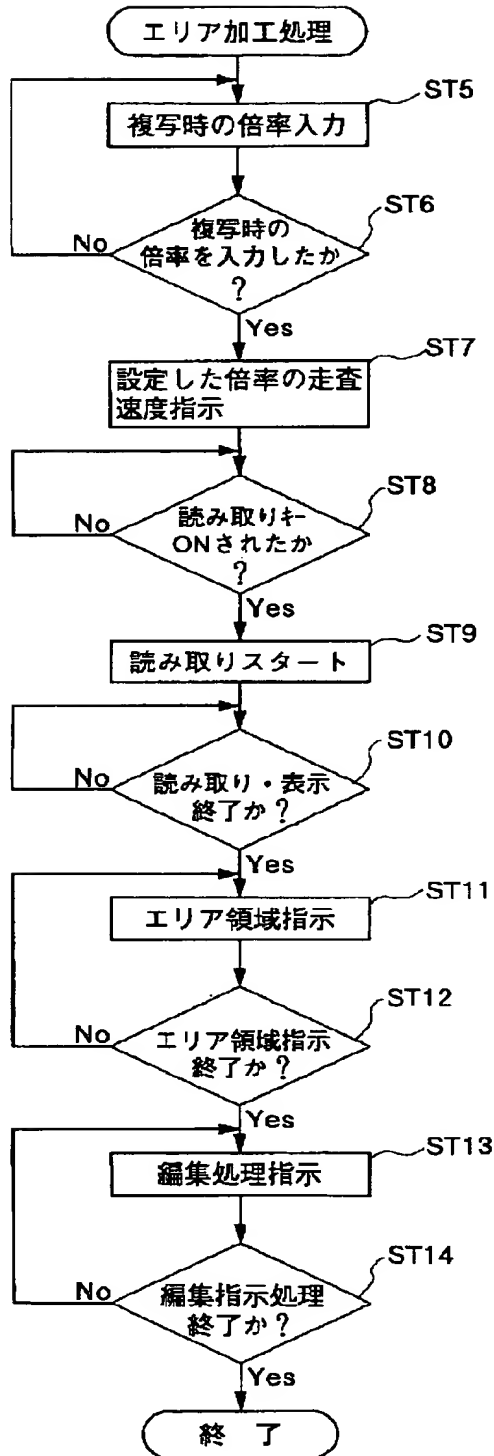 エリア加工処理
ST5
複写時の倍率入力
ST6
複写時の
倍率を入力したか
?
No
Yes
ST7
設定した倍率の走査
速度指示
ST8
読み取りキー
ONされたか
?
No
Yes
ST9
読み取りスタート
ST10
読み取り・表示
終了か?
No
Yes
ST11
エリア領域指示
ST12
エリア領域指示
終了か?
No
Yes
ST13
編集処理指示
ST14
編集指示処理
終了か?
No
Yes
終 了